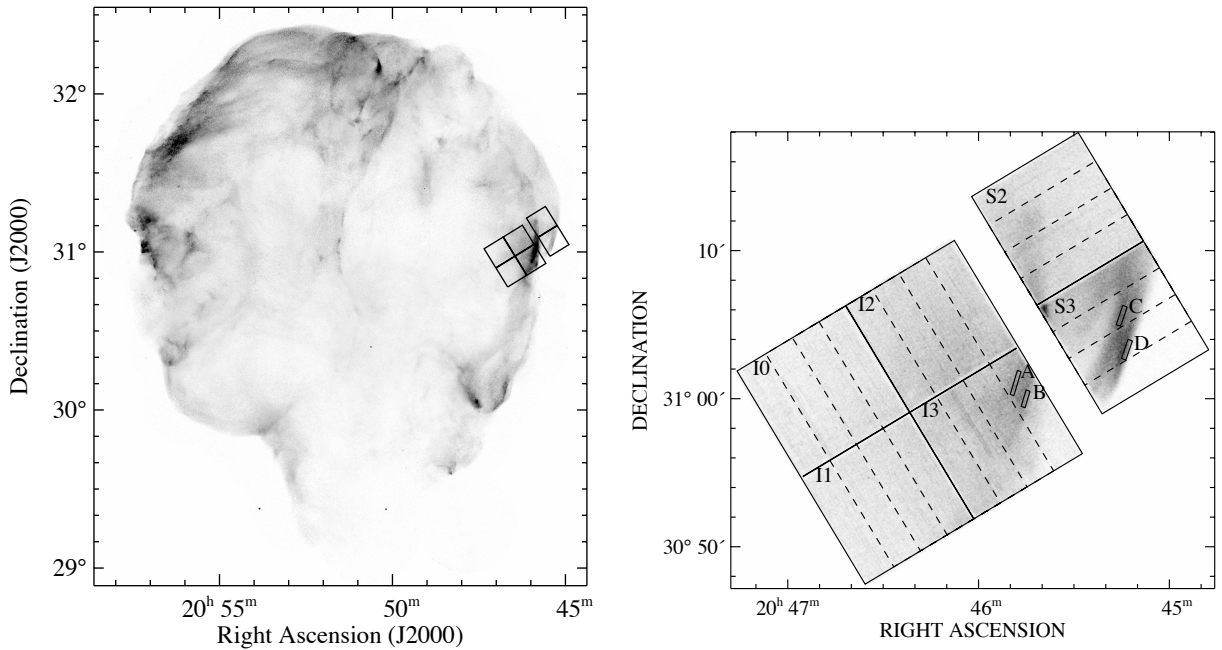 32°
31°
30°
29°
Declination (J2000)
20ʰ 55ᵐ 50ᵐ 45ᵐ
Right Ascension (J2000)
S2
10′
S3
C
D
I2
I0
A
B
I3
I1
31° 00′
30° 50′
DECLINATION
20ʰ 47ᵐ 46ᵐ 45ᵐ
RIGHT ASCENSION